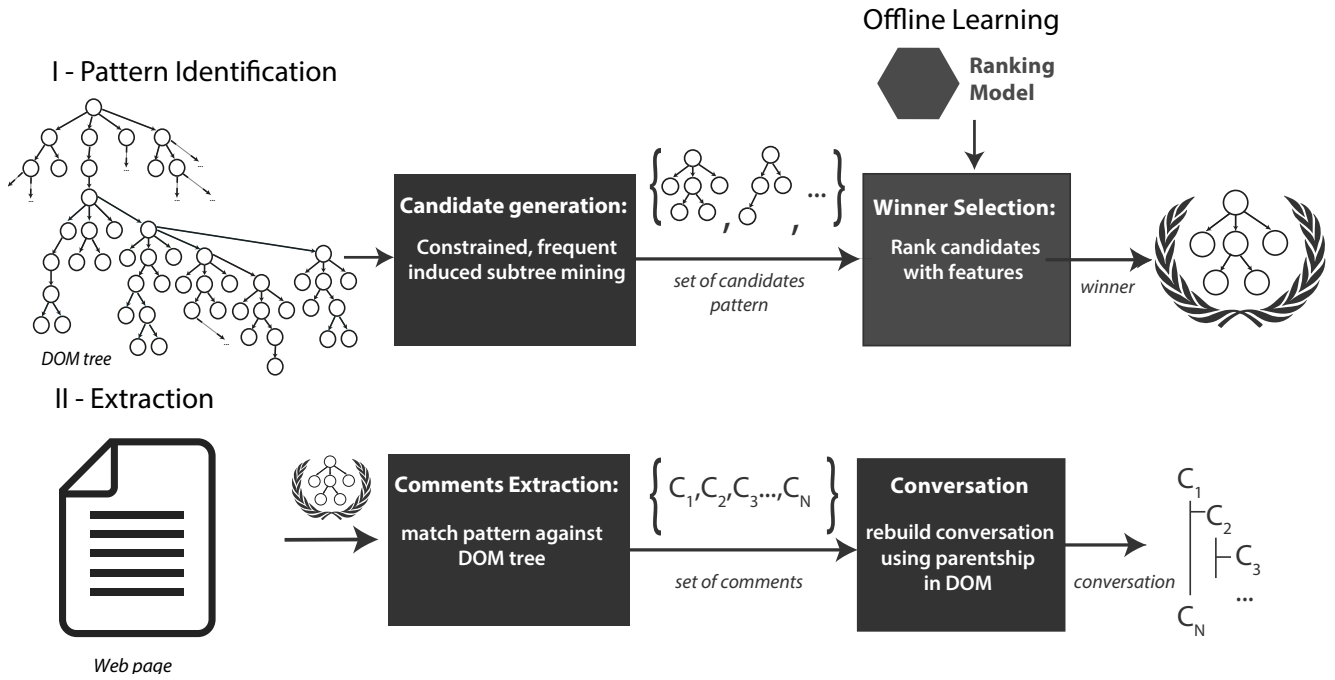 Offline Learning
I - Pattern Identification
Ranking
Model
...
...
...
...
...
...
DOM tree
Candidate generation:
Constrained, frequent
induced subtree mining
{ , , ... }
set of candidates
pattern
Winner Selection:
Rank candidates
with features
winner
II - Extraction
Web page
Comments Extraction:
match pattern against
DOM tree
{ C1,C2,C3...,CN }
set of comments
Conversation
rebuild conversation
using parentship
in DOM
conversation
C1
C2
C3
...
CN